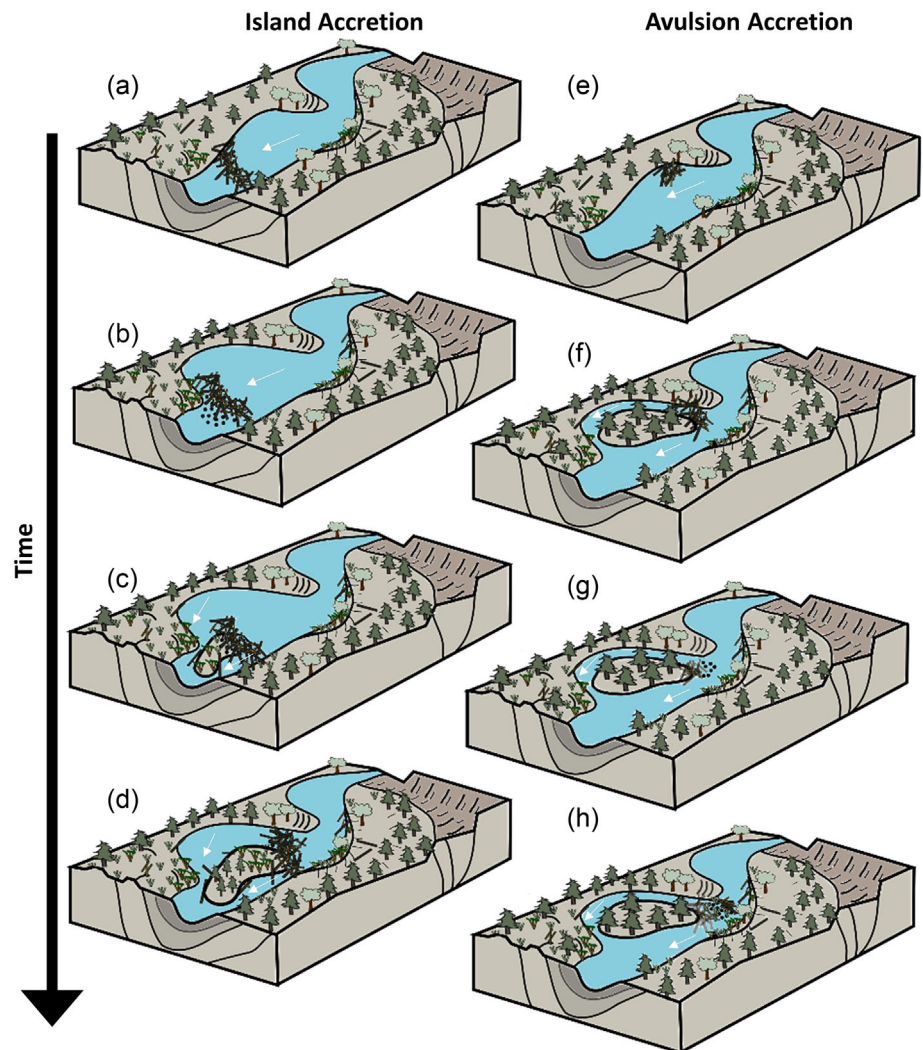 Island Accretion
Avulsion Accretion
(a)
(e)
(b)
(f)
(c)
(g)
(d)
(h)
Time